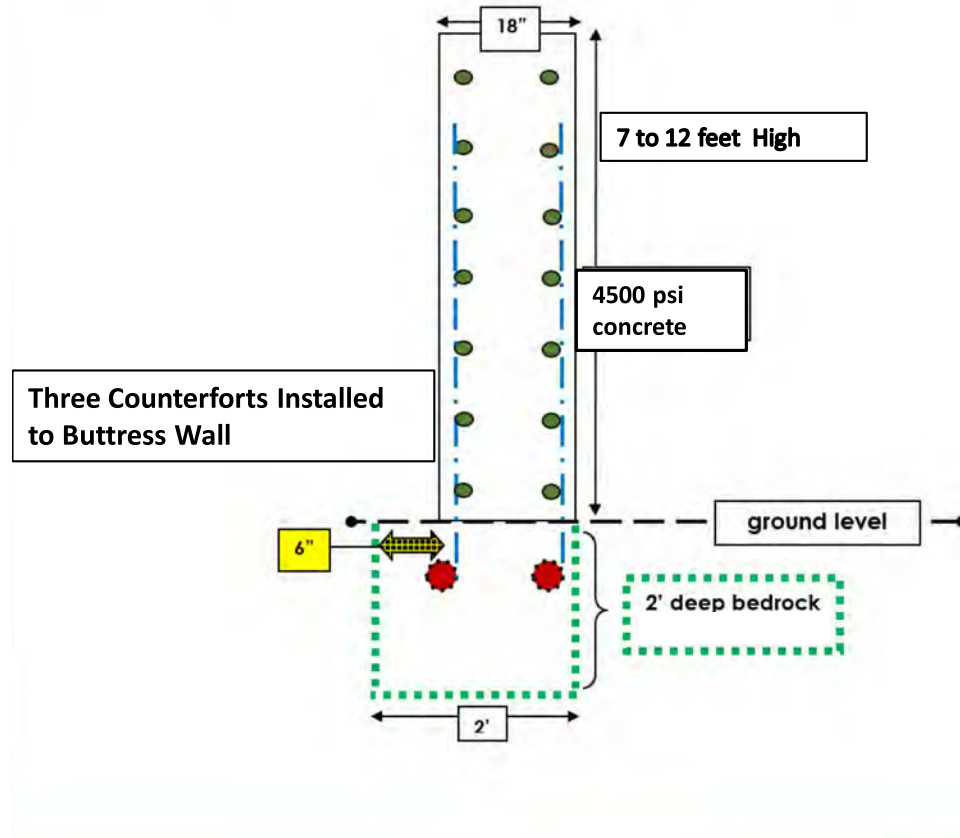 18"
7 to 12 feet High
4500 psi
concrete
Three Counterforts Installed
to Buttress Wall
ground level
6"
2' deep bedrock
2'